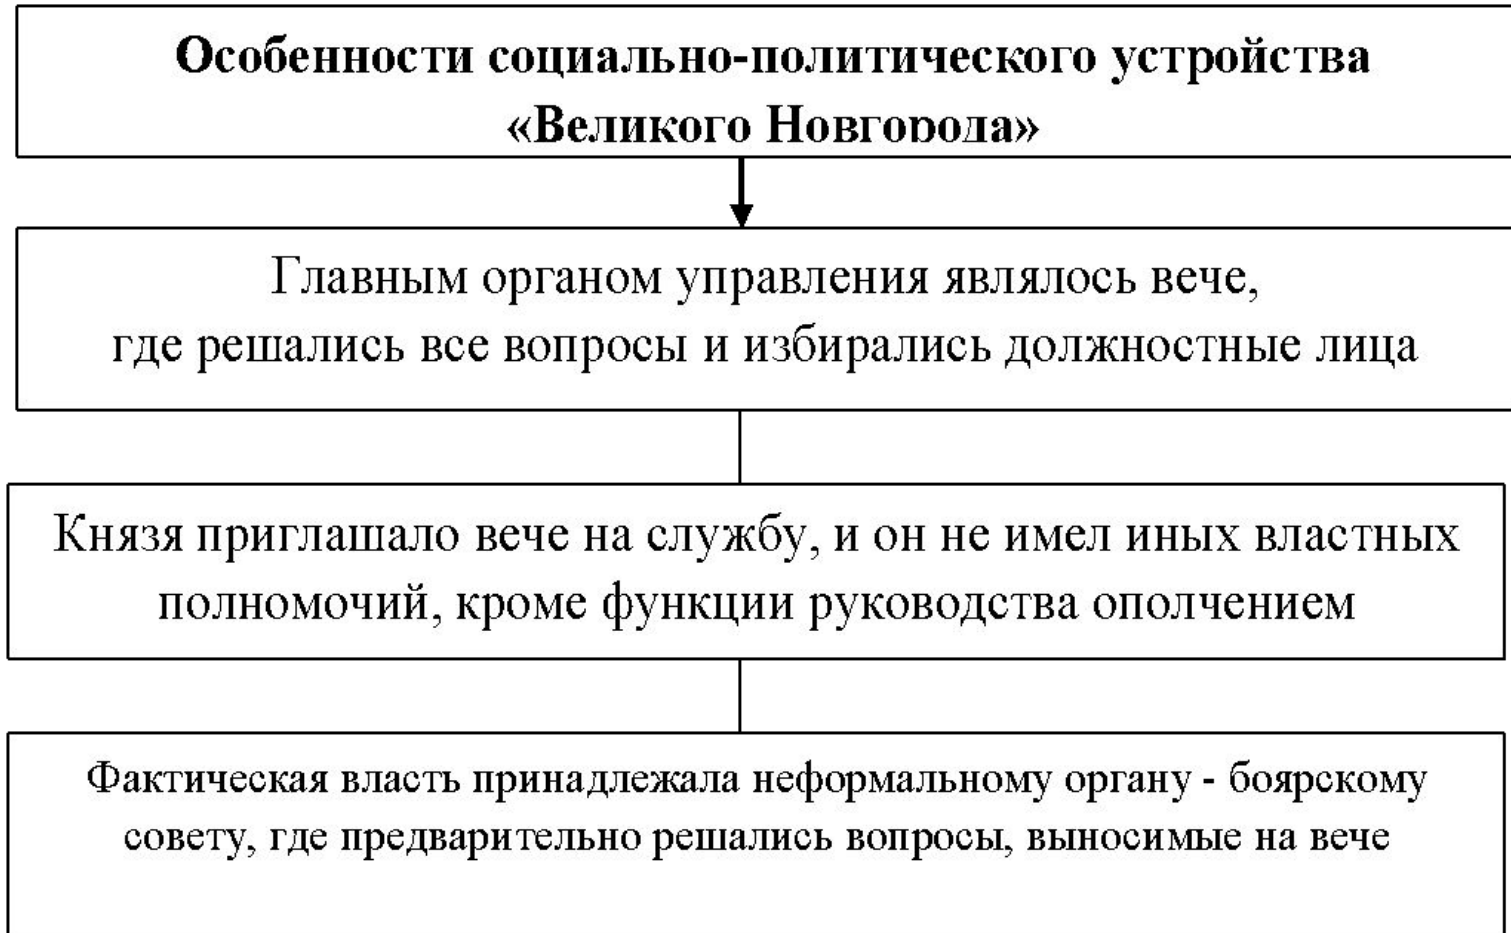 Особенности социально-политического устройства
«Великого Новгорода»
Главным органом управления являлось вече,
где решались все вопросы и избирались должностные лица
Князя приглашало вече на службу, и он не имел иных властных
полномочий, кроме функции руководства ополчением
Фактическая власть принадлежала неформальному органу - боярскому
совету, где предварительно решались вопросы, выносимые на вече